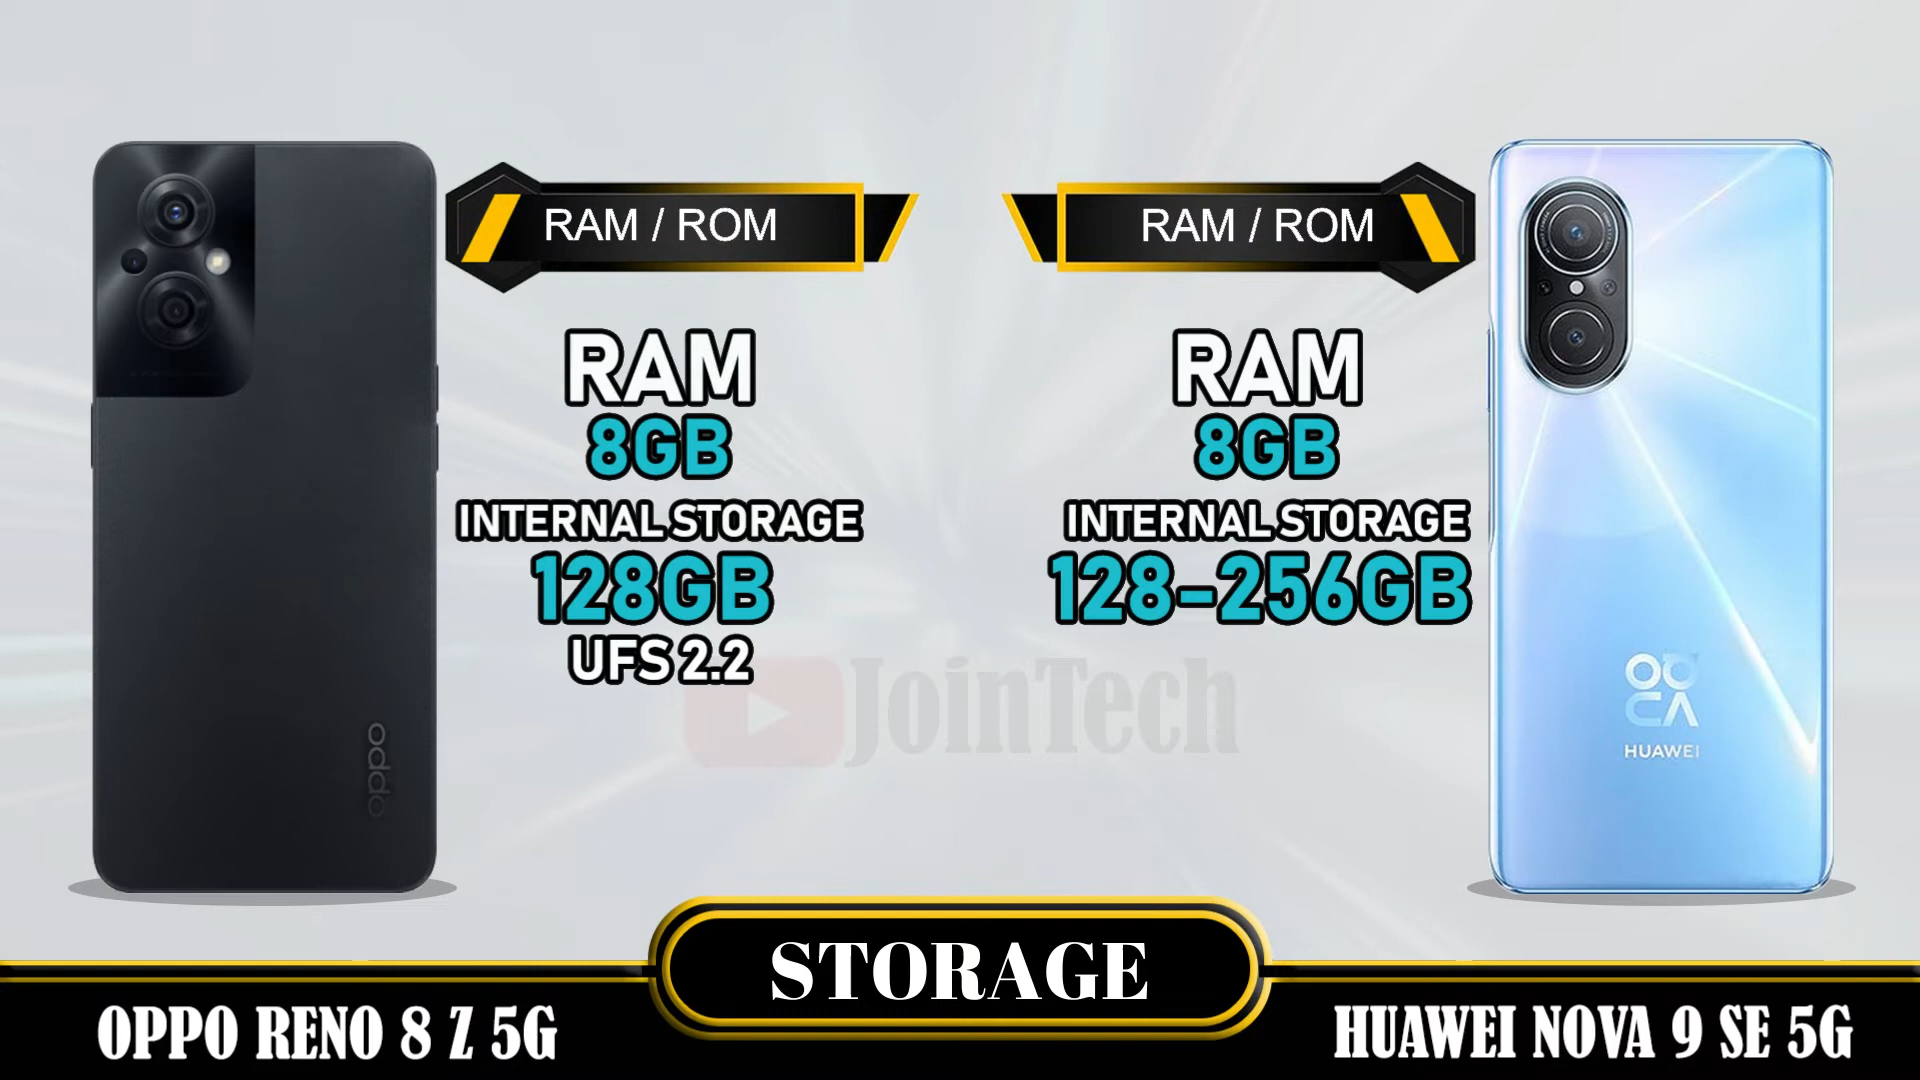 RAM / ROM
RAM
8GB
INTERNAL STORAGE
128GB
UFS 2.2
oppo
RAM / ROM
RAM
8GB
INTERNAL STORAGE
128-256GB
HUAWEI
JoinTech
STORAGE
OPPO RENO 8 Z 5G
HUAWEI NOVA 9 SE 5G